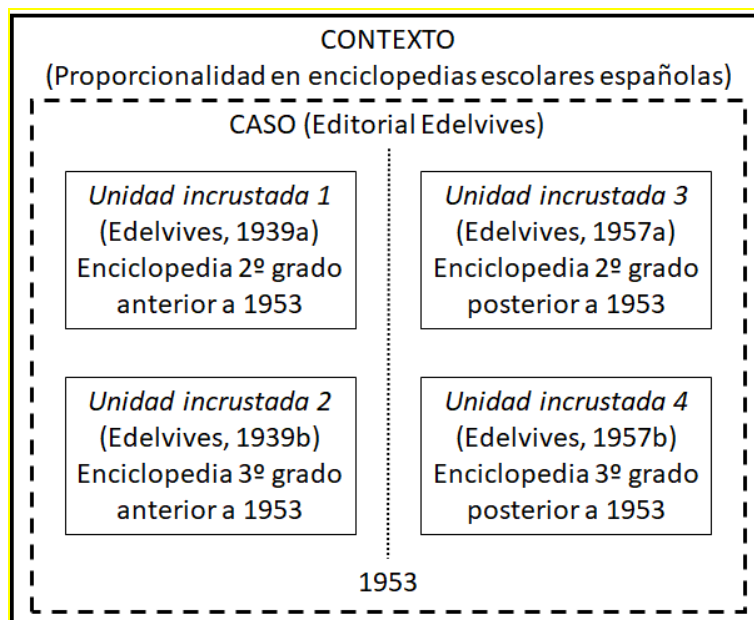 CONTEXTO
(Proporcionalidad en enciclopedias escolares españolas)
CASO (Editorial Edelvives)
Unidad incrustada 1
(Edelvives, 1939a)
Enciclopedia 2º grado
anterior a 1953
Unidad incrustada 3
(Edelvives, 1957a)
Enciclopedia 2º grado
posterior a 1953
Unidad incrustada 2
(Edelvives, 1939b)
Enciclopedia 3º grado
anterior a 1953
Unidad incrustada 4
(Edelvives, 1957b)
Enciclopedia 3º grado
posterior a 1953
1953